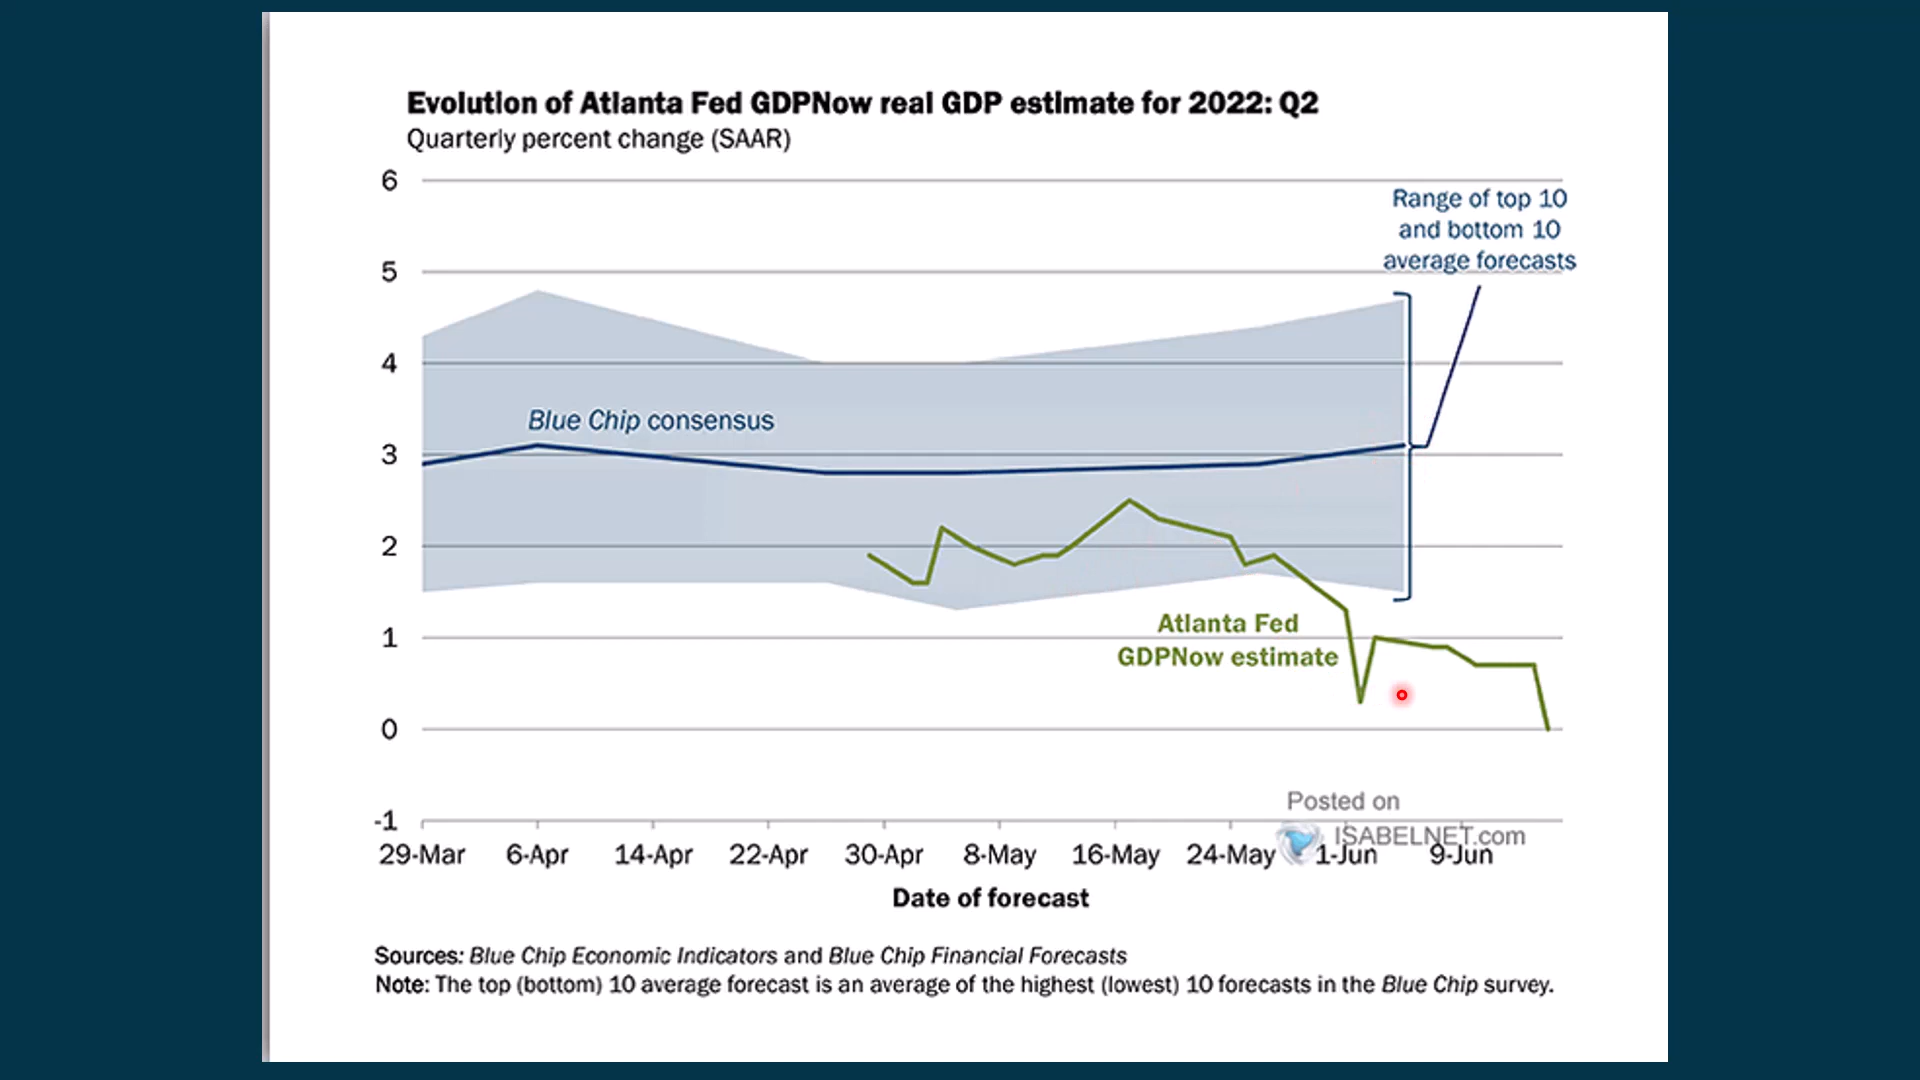 Evolution of Atlanta Fed GDPNow real GDP estimate for 2022: Q2
Quarterly percent change (SAAR)
6
5
4
3
2
1
0
-1
Range of top 10
and bottom 10
average forecasts
Blue Chip consensus
Atlanta Fed
GDPNow estimate
Posted on
ISABELNET.com
29-Mar 6-Apr 14-Apr 22-Apr 30-Apr 8-May 16-May 24-May 1-Jun 9-Jun
Date of forecast
Sources: Blue Chip Economic Indicators and Blue Chip Financial Forecasts
Note: The top (bottom) 10 average forecast is an average of the highest (lowest) 10 forecasts in the Blue Chip survey.